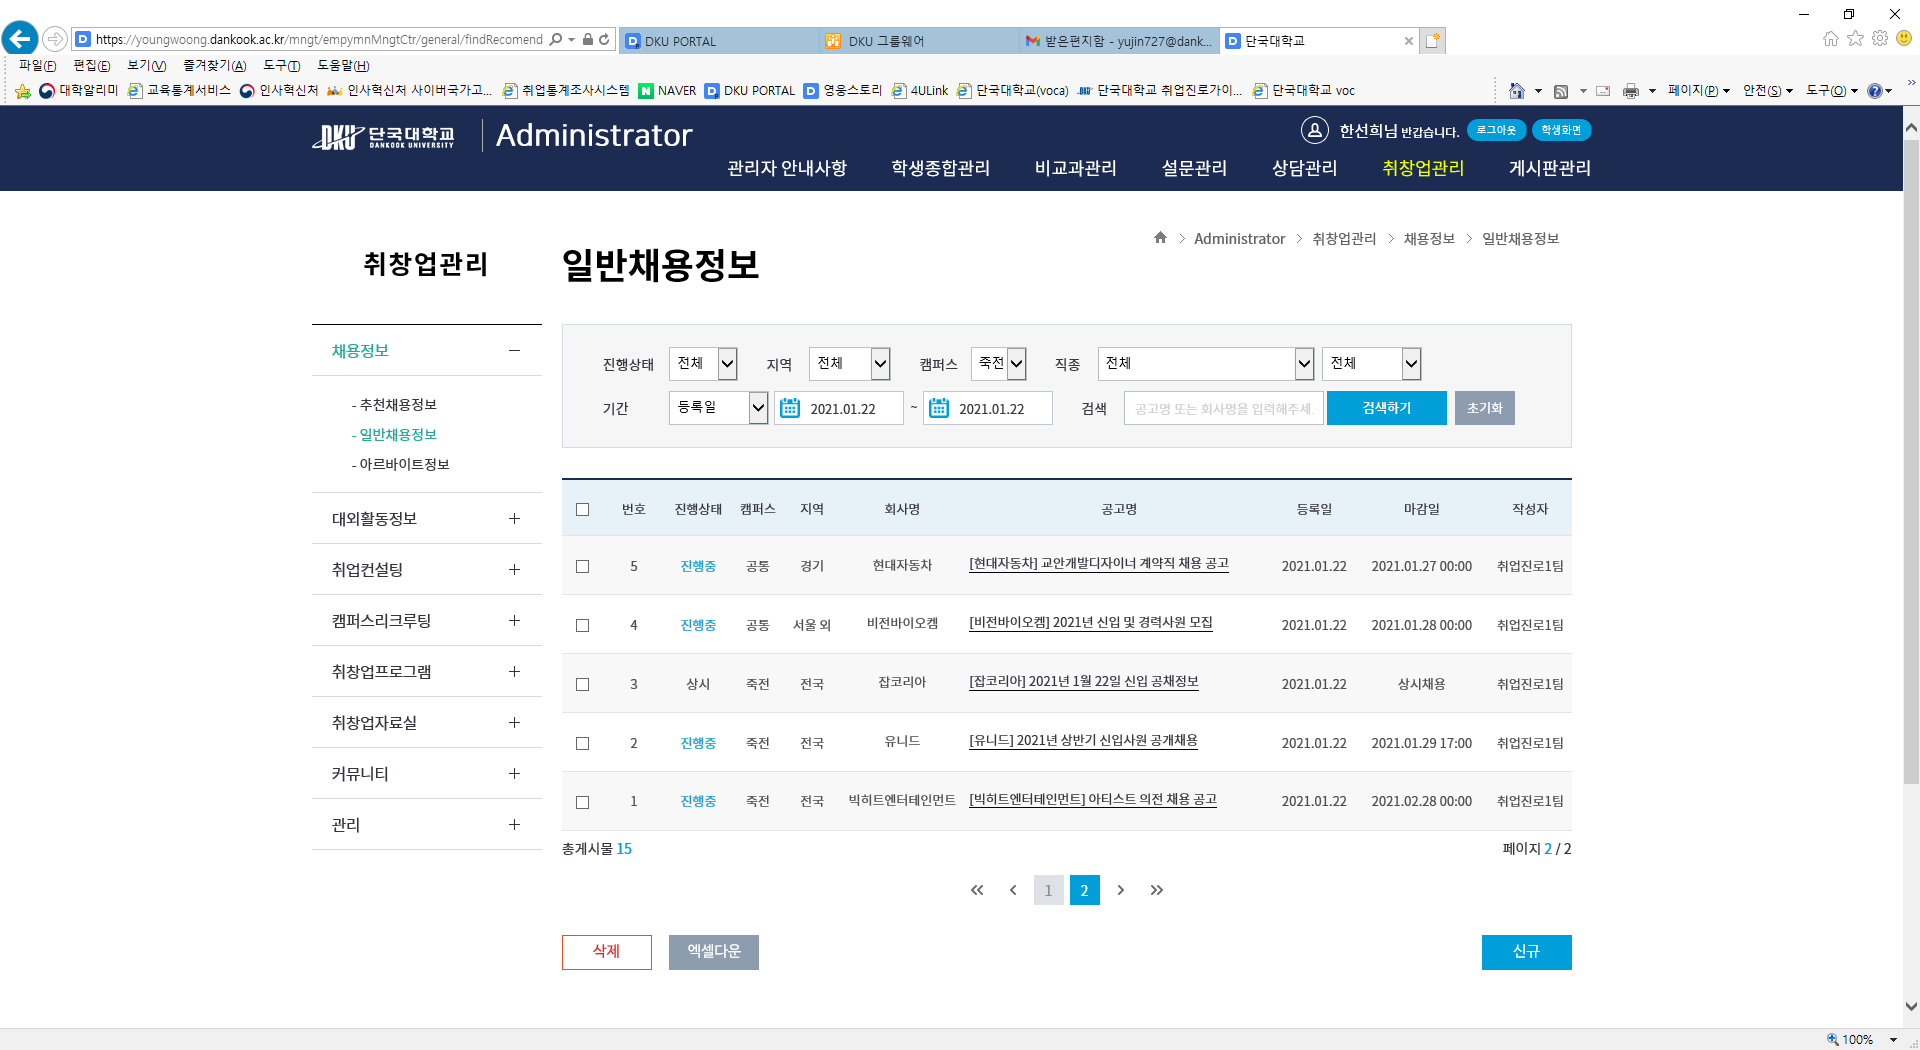 https://youngwoong.dankook.ac.kr/mngt/empymnMngtCtr/general/findRecomend
DKU PORTAL
DKU 그룹웨어
받은편지함 - yujin727@dank...
단국대학교
파일(F) 편집(E) 보기(V) 즐겨찾기(A) 도구(T) 도움말(H)
대학알리미 교육통계서비스 인사혁신처 인사혁신처 사이버국가고... 취업통계조사시스템 NAVER DKU PORTAL 영웅스토리 4ULink 단국대학교(voca) 단국대학교 취업진로가이... 단국대학교 voc
페이지(P) 안전(S) 도구(O)
DKU 단국대학교 DANKOOK UNIVERSITY Administrator
한선희님 반갑습니다. 로그아웃 학생화면
관리자 안내사항 학생종합관리 비교과관리 설문관리 상담관리 취창업관리 게시판관리
Administrator 취창업관리 채용정보 일반채용정보
취창업관리
채용정보
- 추천채용정보
- 일반채용정보
- 아르바이트정보
대외활동정보
취업컨설팅
캠퍼스리크루팅
취창업프로그램
취창업자료실
커뮤니티
관리
일반채용정보
진행상태 전체 지역 전체 캠퍼스 죽전 직종 전체 전체
기간 등록일 2021.01.22 ~ 2021.01.22 검색 공고명 또는 회사명을 입력해주세. 검색하기 초기화
번호 진행상태 캠퍼스 지역 회사명 공고명 등록일 마감일 작성자
5 진행중 공통 경기 현대자동차 [현대자동차] 교안개발디자이너 계약직 채용 공고 2021.01.22 2021.01.27 00:00 취업진로1팀
4 진행중 공통 서울 외 비전바이오켐 [비전바이오켐] 2021년 신입 및 경력사원 모집 2021.01.22 2021.01.28 00:00 취업진로1팀
3 상시 죽전 전국 잡코리아 [잡코리아] 2021년 1월 22일 신입 공채정보 2021.01.22 상시채용 취업진로1팀
2 진행중 죽전 전국 유니드 [유니드] 2021년 상반기 신입사원 공개채용 2021.01.22 2021.01.29 17:00 취업진로1팀
1 진행중 죽전 전국 빅히트엔터테인먼트 [빅히트엔터테인먼트] 아티스트 의전 채용 공고 2021.01.22 2021.02.28 00:00 취업진로1팀
총게시물 15
페이지 2 / 2
1 2
삭제 엑셀다운 신규
100%